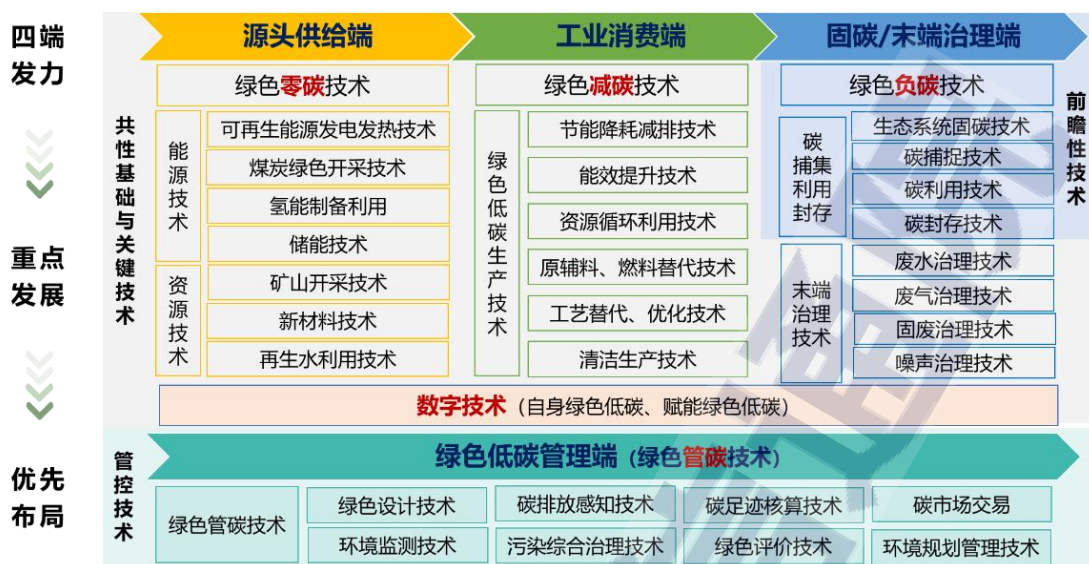 四端
发力
重点
发展
优先
布局
源头供给端
工业消费端
固碳/末端治理端
绿色零碳技术
绿色减碳技术
绿色负碳技术
共性基础与关键技术
前瞻性技术
能源技术
可再生能源发电发热技术
煤炭绿色开采技术
氢能制备利用
储能技术
资源技术
矿山开采技术
新材料技术
再生水利用技术
绿色低碳生产技术
节能降耗减排技术
能效提升技术
资源循环利用技术
原辅料、燃料替代技术
工艺替代、优化技术
清洁生产技术
碳
捕集
利用
封存
生态系统固碳技术
碳捕捉技术
碳利用技术
碳封存技术
末端
治理
技术
废水治理技术
废气治理技术
固废治理技术
噪声治理技术
数字技术（自身绿色低碳、赋能绿色低碳）
管控技术
绿色低碳管理端（绿色管碳技术）
绿色管碳技术
绿色设计技术
碳排放感知技术
碳足迹核算技术
碳市场交易
环境监测技术
污染综合治理技术
绿色评价技术
环境规划管理技术